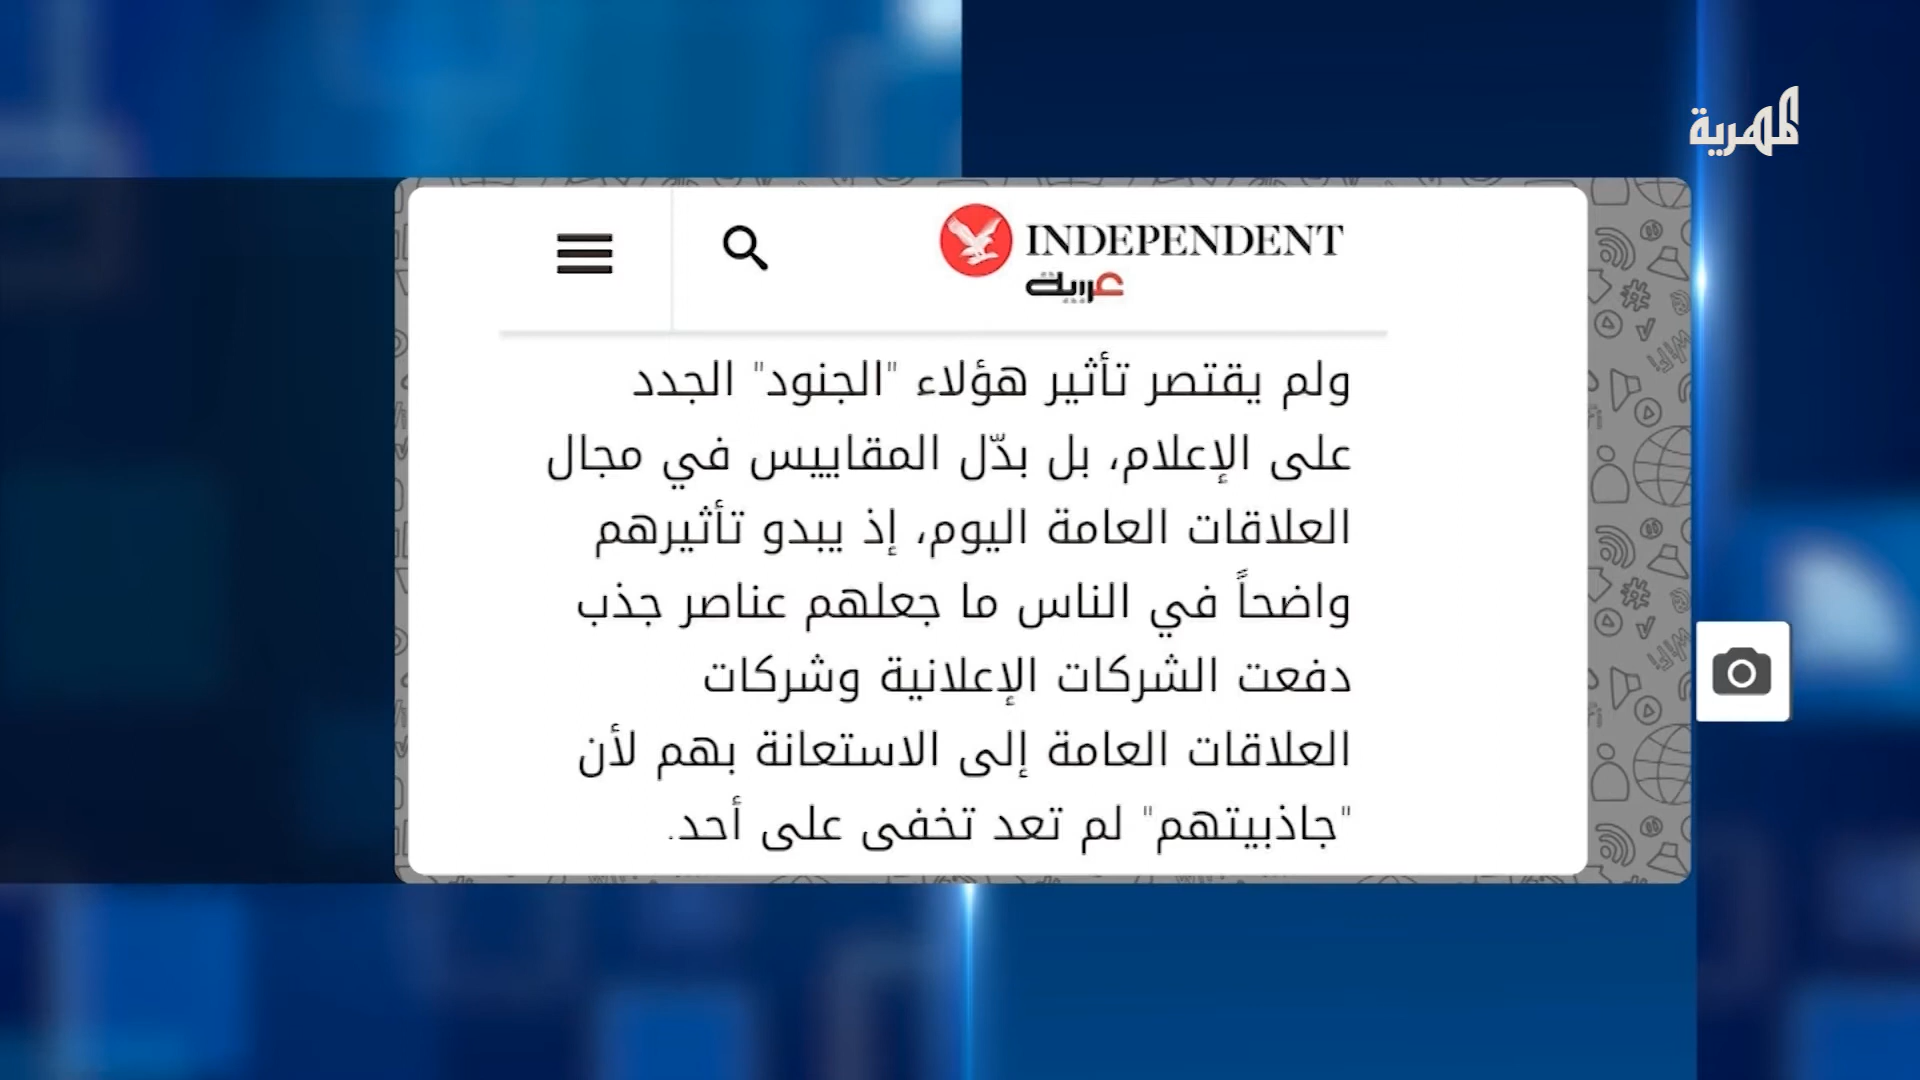 المهرية
INDEPENDENT
عربية
ولم يقتصر تأثير هؤلاء "الجنود" الجدد
على الإعلام، بل بدّل المقاييس في مجال
العلاقات العامة اليوم، إذ يبدو تأثيرهم
واضحاً في الناس ما جعلهم عناصر جذب
دفعت الشركات الإعلانية وشركات
العلاقات العامة إلى الاستعانة بهم لأن
"جاذبيتهم" لم تعد تخفى على أحد.